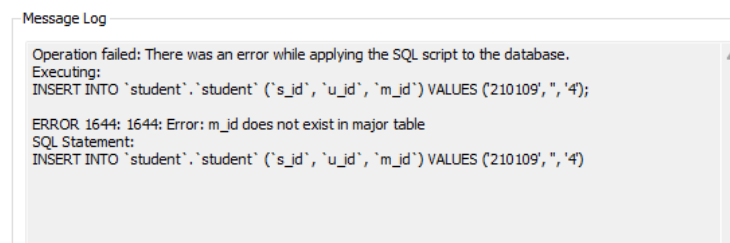 Message Log
Operation failed: There was an error while applying the SQL script to the database.
Executing:
INSERT INTO `student`.`student` (`s_id`, `u_id`, `m_id`) VALUES ('210109', '', '4');
ERROR 1644: 1644: Error: m_id does not exist in major table
SQL Statement:
INSERT INTO `student`.`student` (`s_id`, `u_id`, `m_id`) VALUES ('210109', '', '4')